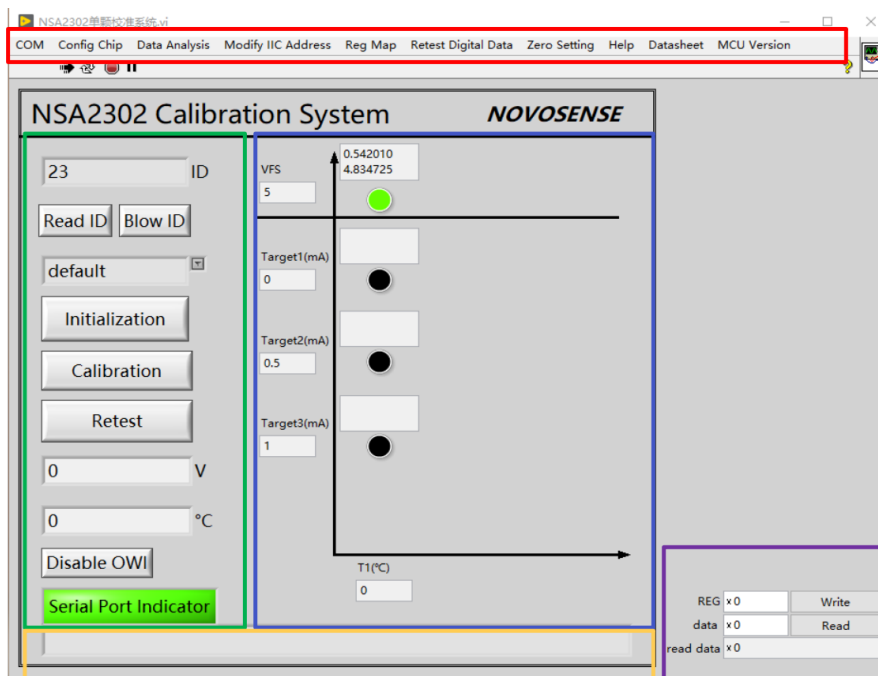 NSA2302单颗校准系统.vi
COM Config Chip Data Analysis Modify IIC Address Reg Map Retest Digital Data Zero Setting Help Datasheet MCU Version
NSA2302 Calibration System NOVOSENSE
23 ID
Read ID Blow ID
default
Initialization
Calibration
Retest
0 V
0 °C
Disable OWI
Serial Port Indicator
VFS
5
0.542010
4.834725
Target1(mA)
0
Target2(mA)
0.5
Target3(mA)
1
T1(℃)
0
REG x 0 Write
data x 0 Read
read data x 0